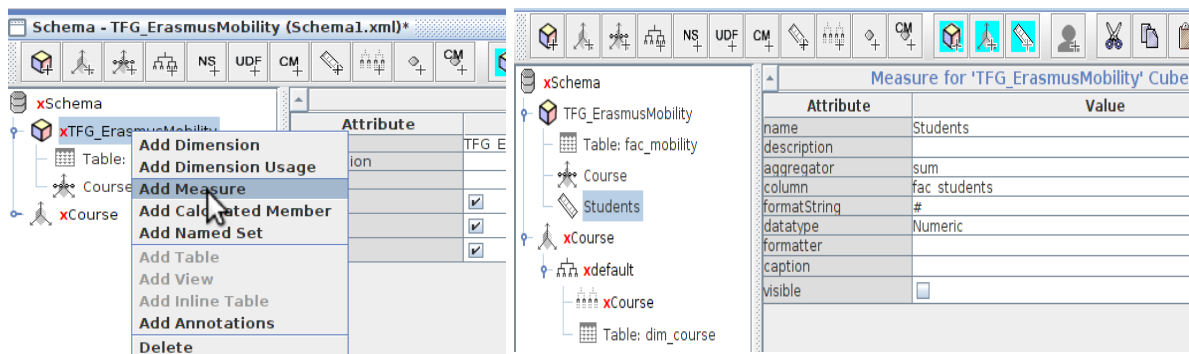 Schema - TFG_ErasmusMobility (Schema1.xml)*
NS UDF CM CM
xSchema
xTFG_ErasmusMobility
Table:
Course
xCourse
Attribute
TFG E
ion
Add Dimension
Add Dimension Usage
Add Measure
Add Calculated Member
Add Named Set
Add Table
Add View
Add Inline Table
Add Annotations
Delete
NS UDF CM CM
xSchema
TFG_ErasmusMobility
Table: fac_mobility
Course
Students
xCourse
xdefault
xCourse
Table: dim_course
Measure for 'TFG_ErasmusMobility' Cube
Attribute Value
name Students
description
aggregator sum
column fac_students
formatString #
datatype Numeric
formatter
caption
visible